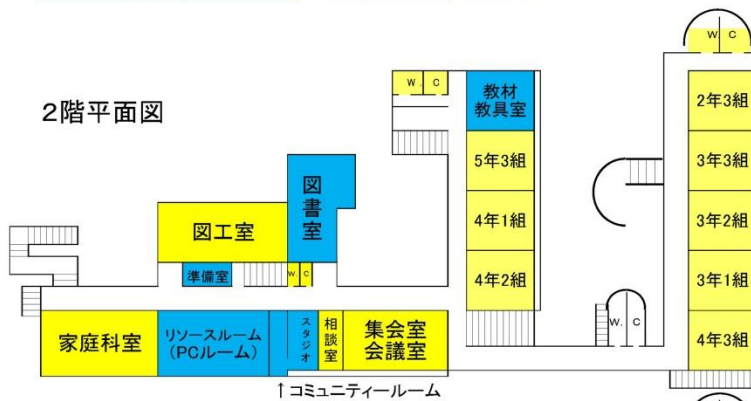 2階平面図
W. C
W. C
教材
教具室
2年3組
5年3組
3年3組
図書室
4年1組
3年2組
図工室
準備室
W. C
4年2組
3年1組
W. C
家庭科室
リソースルーム
(PCルーム)
スタジオ
相談室
集会室
会議室
4年3組
↑コミュニティールーム